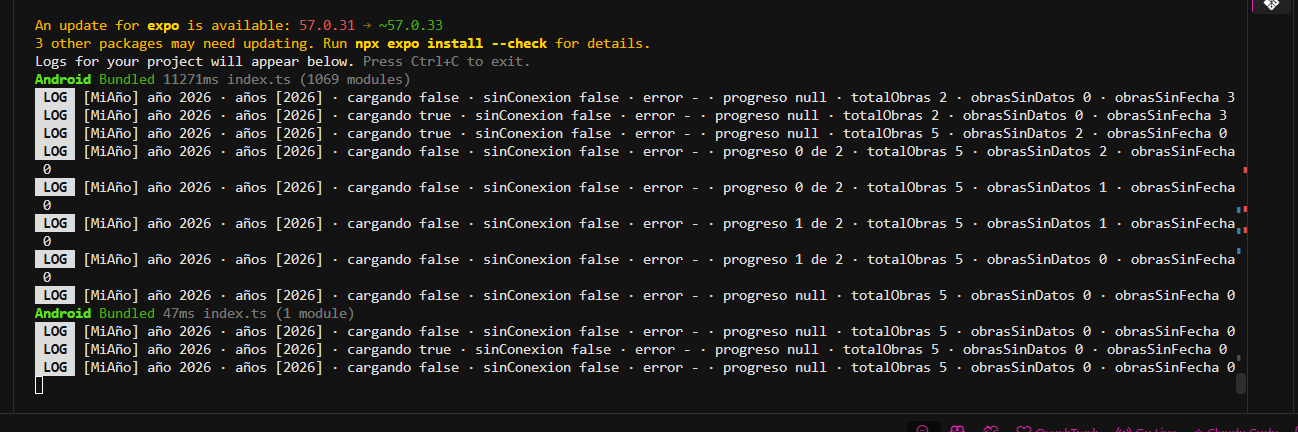 An update for expo is available: 57.0.31 → ~57.0.33
3 other packages may need updating. Run npx expo install --check for details.
Logs for your project will appear below. Press Ctrl+C to exit.
Android Bundled 11271ms index.ts (1069 modules)
LOG [MiAño] año 2026 · años [2026] · cargando false · sinConexion false · error - · progreso null · totalObras 2 · obrasSinDatos 0 · obrasSinFecha 3
LOG [MiAño] año 2026 · años [2026] · cargando true · sinConexion false · error - · progreso null · totalObras 2 · obrasSinDatos 0 · obrasSinFecha 3
LOG [MiAño] año 2026 · años [2026] · cargando true · sinConexion false · error - · progreso null · totalObras 5 · obrasSinDatos 2 · obrasSinFecha 0
LOG [MiAño] año 2026 · años [2026] · cargando false · sinConexion false · error - · progreso 0 de 2 · totalObras 5 · obrasSinDatos 2 · obrasSinFecha
0
LOG [MiAño] año 2026 · años [2026] · cargando false · sinConexion false · error - · progreso 0 de 2 · totalObras 5 · obrasSinDatos 1 · obrasSinFecha
0
LOG [MiAño] año 2026 · años [2026] · cargando false · sinConexion false · error - · progreso 1 de 2 · totalObras 5 · obrasSinDatos 1 · obrasSinFecha
0
LOG [MiAño] año 2026 · años [2026] · cargando false · sinConexion false · error - · progreso 1 de 2 · totalObras 5 · obrasSinDatos 0 · obrasSinFecha
0
LOG [MiAño] año 2026 · años [2026] · cargando false · sinConexion false · error - · progreso null · totalObras 5 · obrasSinDatos 0 · obrasSinFecha 0
Android Bundled 47ms index.ts (1 module)
LOG [MiAño] año 2026 · años [2026] · cargando false · sinConexion false · error - · progreso null · totalObras 5 · obrasSinDatos 0 · obrasSinFecha 0
LOG [MiAño] año 2026 · años [2026] · cargando true · sinConexion false · error - · progreso null · totalObras 5 · obrasSinDatos 0 · obrasSinFecha 0
LOG [MiAño] año 2026 · años [2026] · cargando false · sinConexion false · error - · progreso null · totalObras 5 · obrasSinDatos 0 · obrasSinFecha 0